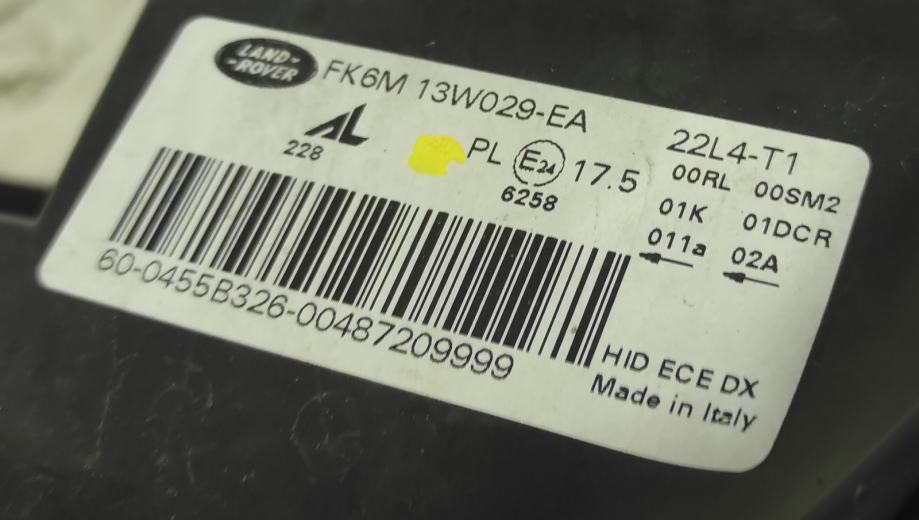 LAND-
-ROVER
FK6M 13W029-EA
AL
228
PL E24 17.5
6258
22L4-T1
00RL 00SM2
01K 01DCR
011a 02A
60-0455B326-00487209999
HID ECE DX
Made in Italy